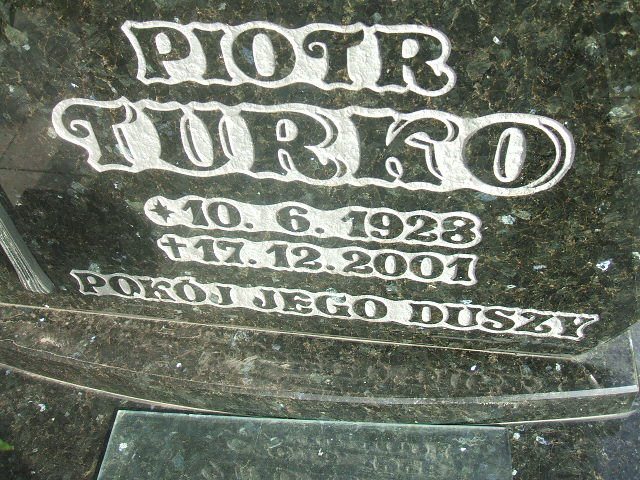 PIOTR
TURKO
* 10. 6. 1928
+ 17. 12. 2001
POKÓJ JEGO DUSZY